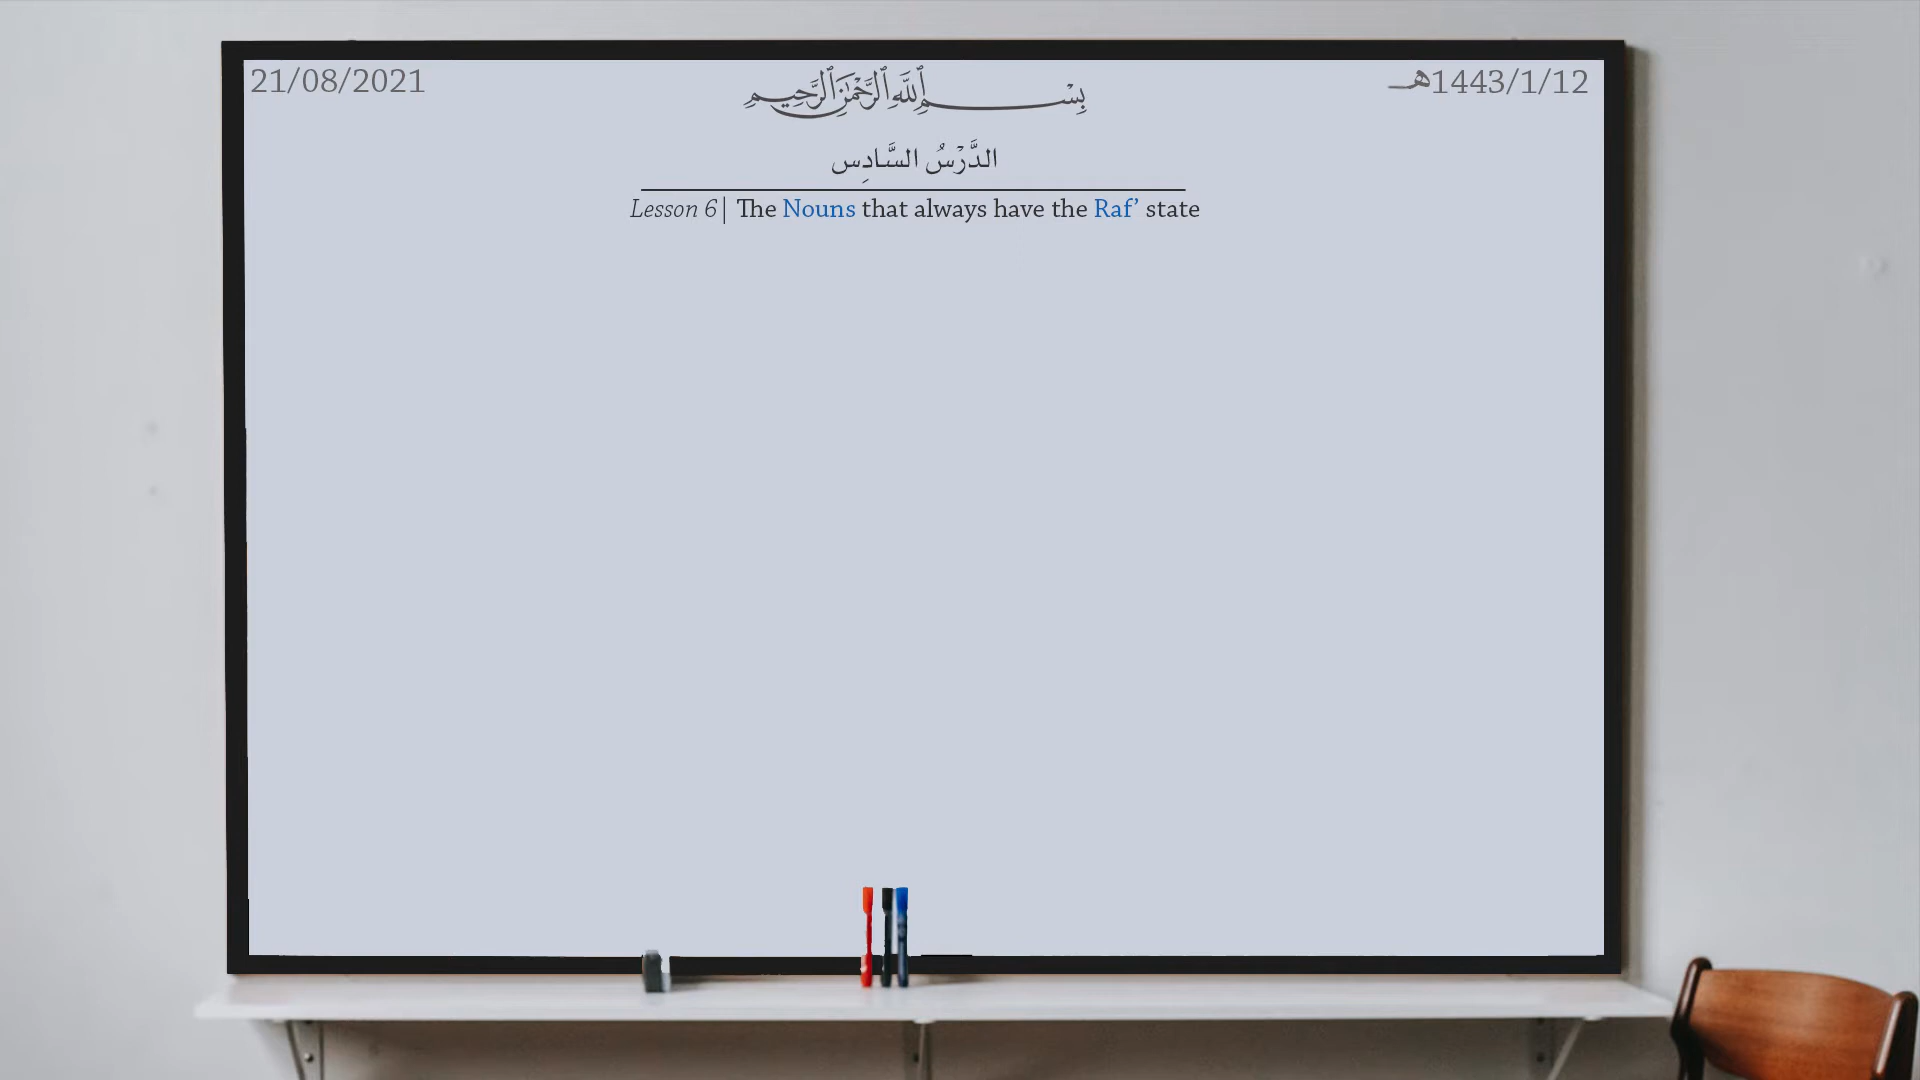 21/08/2021
بِسْــــــــمِ ٱللَّهِ ٱلرَّحْمَٰنِ ٱلرَّحِيمِ
1443/1/12هـ
الدَّرْسُ السَّادِس
Lesson 6| The Nouns that always have the Raf’ state